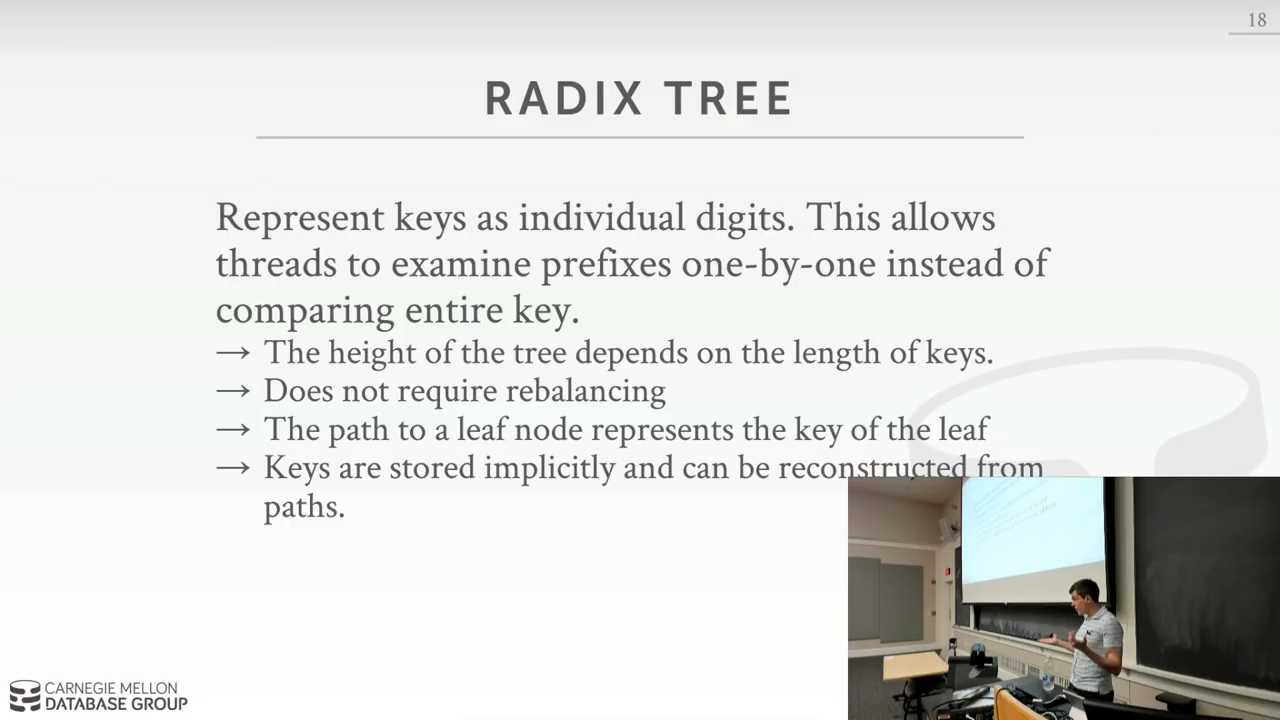 18
RADIX TREE
Represent keys as individual digits. This allows
threads to examine prefixes one-by-one instead of
comparing entire key.
→ The height of the tree depends on the length of keys.
→ Does not require rebalancing
→ The path to a leaf node represents the key of the leaf
→ Keys are stored implicitly and can be reconstructed from
paths.
CARNEGIE MELLON
DATABASE GROUP